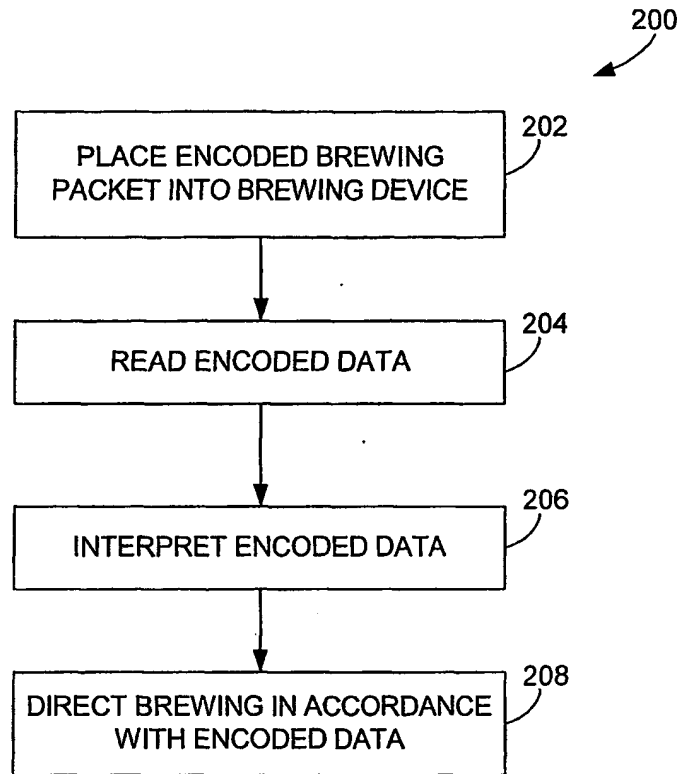 200
202
PLACE ENCODED BREWING
PACKET INTO BREWING DEVICE
204
READ ENCODED DATA
206
INTERPRET ENCODED DATA
208
DIRECT BREWING IN ACCORDANCE
WITH ENCODED DATA